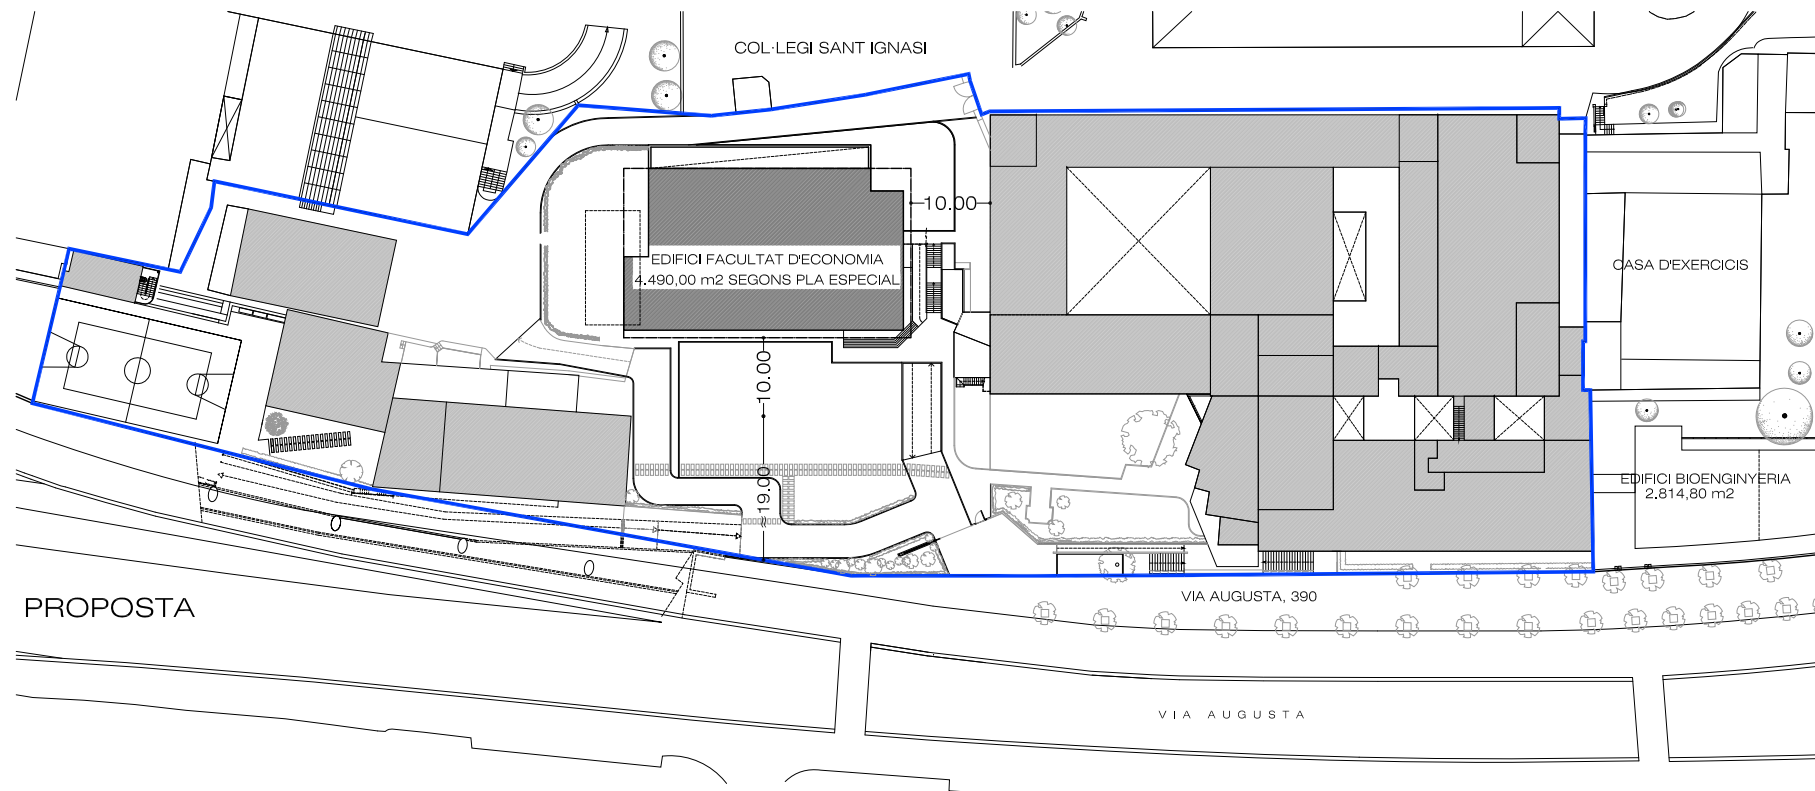 COL·LEGI SANT IGNASI
10.00
EDIFICI FACULTAT D'ECONOMIA
4.490,00 m2 SEGONS PLA ESPECIAL
CASA D'EXERCICIS
10.00
19.00
EDIFICI BIOENGINYERIA
2.814,80 m2
PROPOSTA
VIA AUGUSTA, 390
VIA AUGUSTA